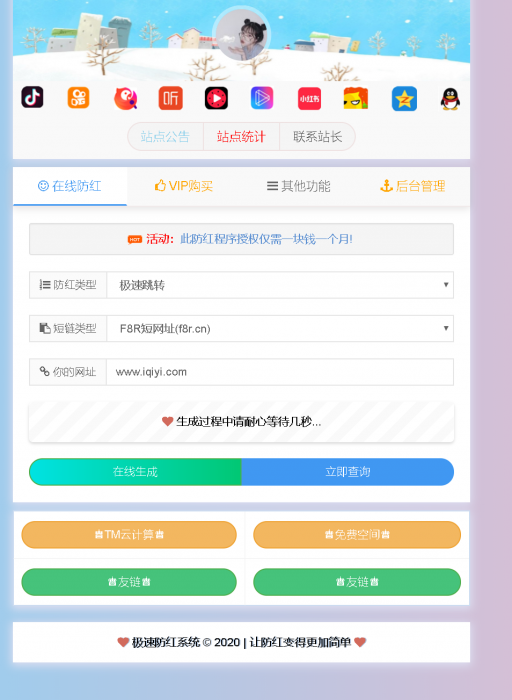 听
小红书
站点公告 站点统计 联系站长
在线防红 VIP购买 其他功能 后台管理
HOT 活动：此防红程序授权仅需一块钱一个月!
防红类型 极速跳转
短链类型 F8R短网址(f8r.cn)
你的网址 www.iqiyi.com
生成过程中请耐心等待几秒...
在线生成 立即查询
TM云计算 免费空间
友链 友链
极速防红系统 © 2020 | 让防红变得更加简单